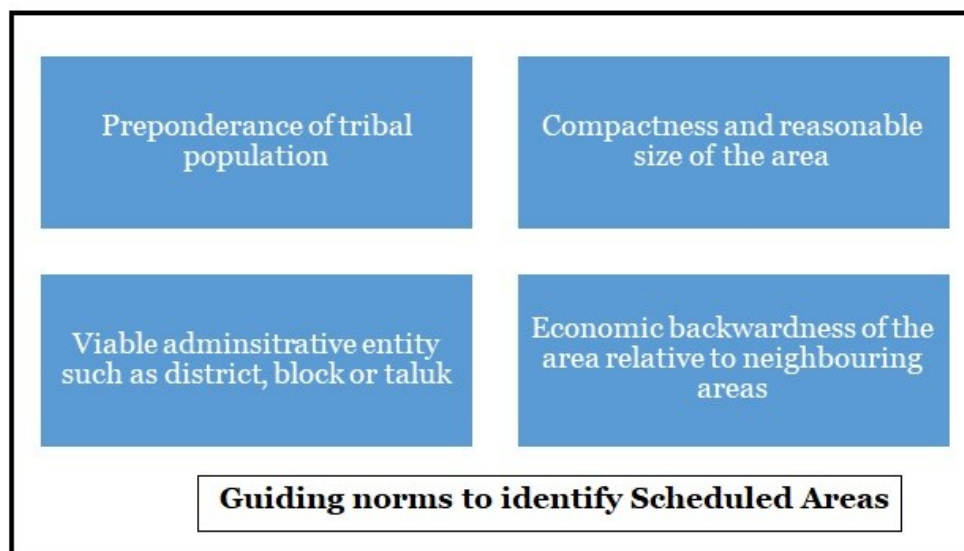 Preponderance of tribal
population
Compactness and reasonable
size of the area
Viable adminsitrative entity
such as district, block or taluk
Economic backwardness of the
area relative to neighbouring
areas
Guiding norms to identify Scheduled Areas